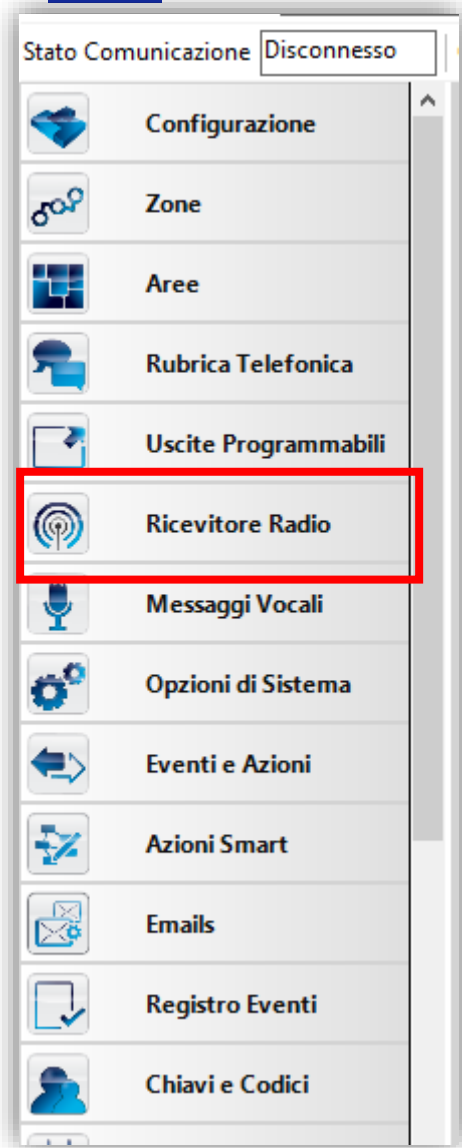 Stato Comunicazione Disconnesso
Configurazione
Zone
Aree
Rubrica Telefonica
Uscite Programmabili
Ricevitore Radio
Messaggi Vocali
Opzioni di Sistema
Eventi e Azioni
Azioni Smart
Emails
Registro Eventi
Chiavi e Codici